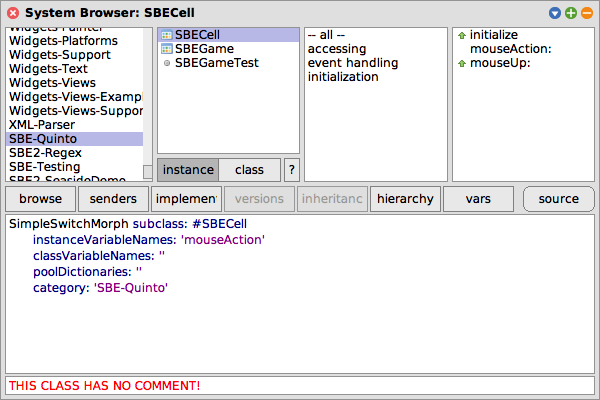 System Browser: SBECell
Widgets-Platforms
Widgets-Support
Widgets-Text
Widgets-Views
Widgets-Views-Exampl
Widgets-Views-Suppor
XML-Parser
SBE-Quinto
SBE2-Regex
SBE-Testing
SBE2-SeasideDemo
SBECell
SBEGame
SBEGameTest
instance
class
?
-- all --
accessing
event handling
initialization
initialize
mouseAction:
mouseUp:
browse
senders
implement
versions
inheritanc
hierarchy
vars
source
SimpleSwitchMorph subclass: #SBECell
instanceVariableNames: 'mouseAction'
classVariableNames: ''
poolDictionaries: ''
category: 'SBE-Quinto'
THIS CLASS HAS NO COMMENT!